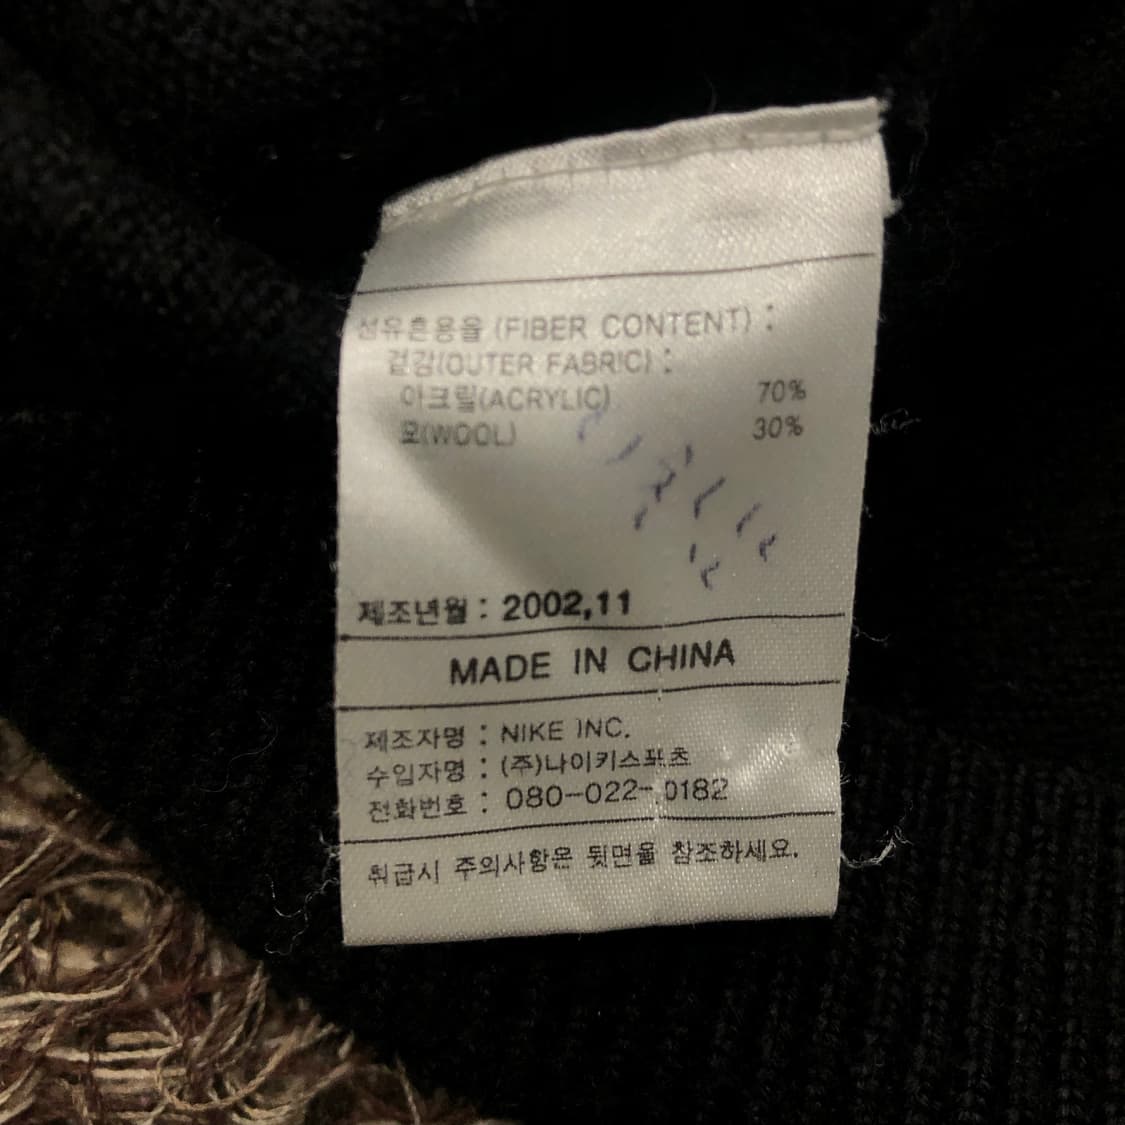 섬유혼용율 (FIBER CONTENT) :
겉감(OUTER FABRIC) :
아크릴(ACRYLIC) 70%
모(WOOL) 30%
제조년월 : 2002,11
MADE IN CHINA
제조자명 : NIKE INC.
수입자명 : (주)나이키스포츠
전화번호 : 080-022-0182
취급시 주의사항은 뒷면을 참조하세요.